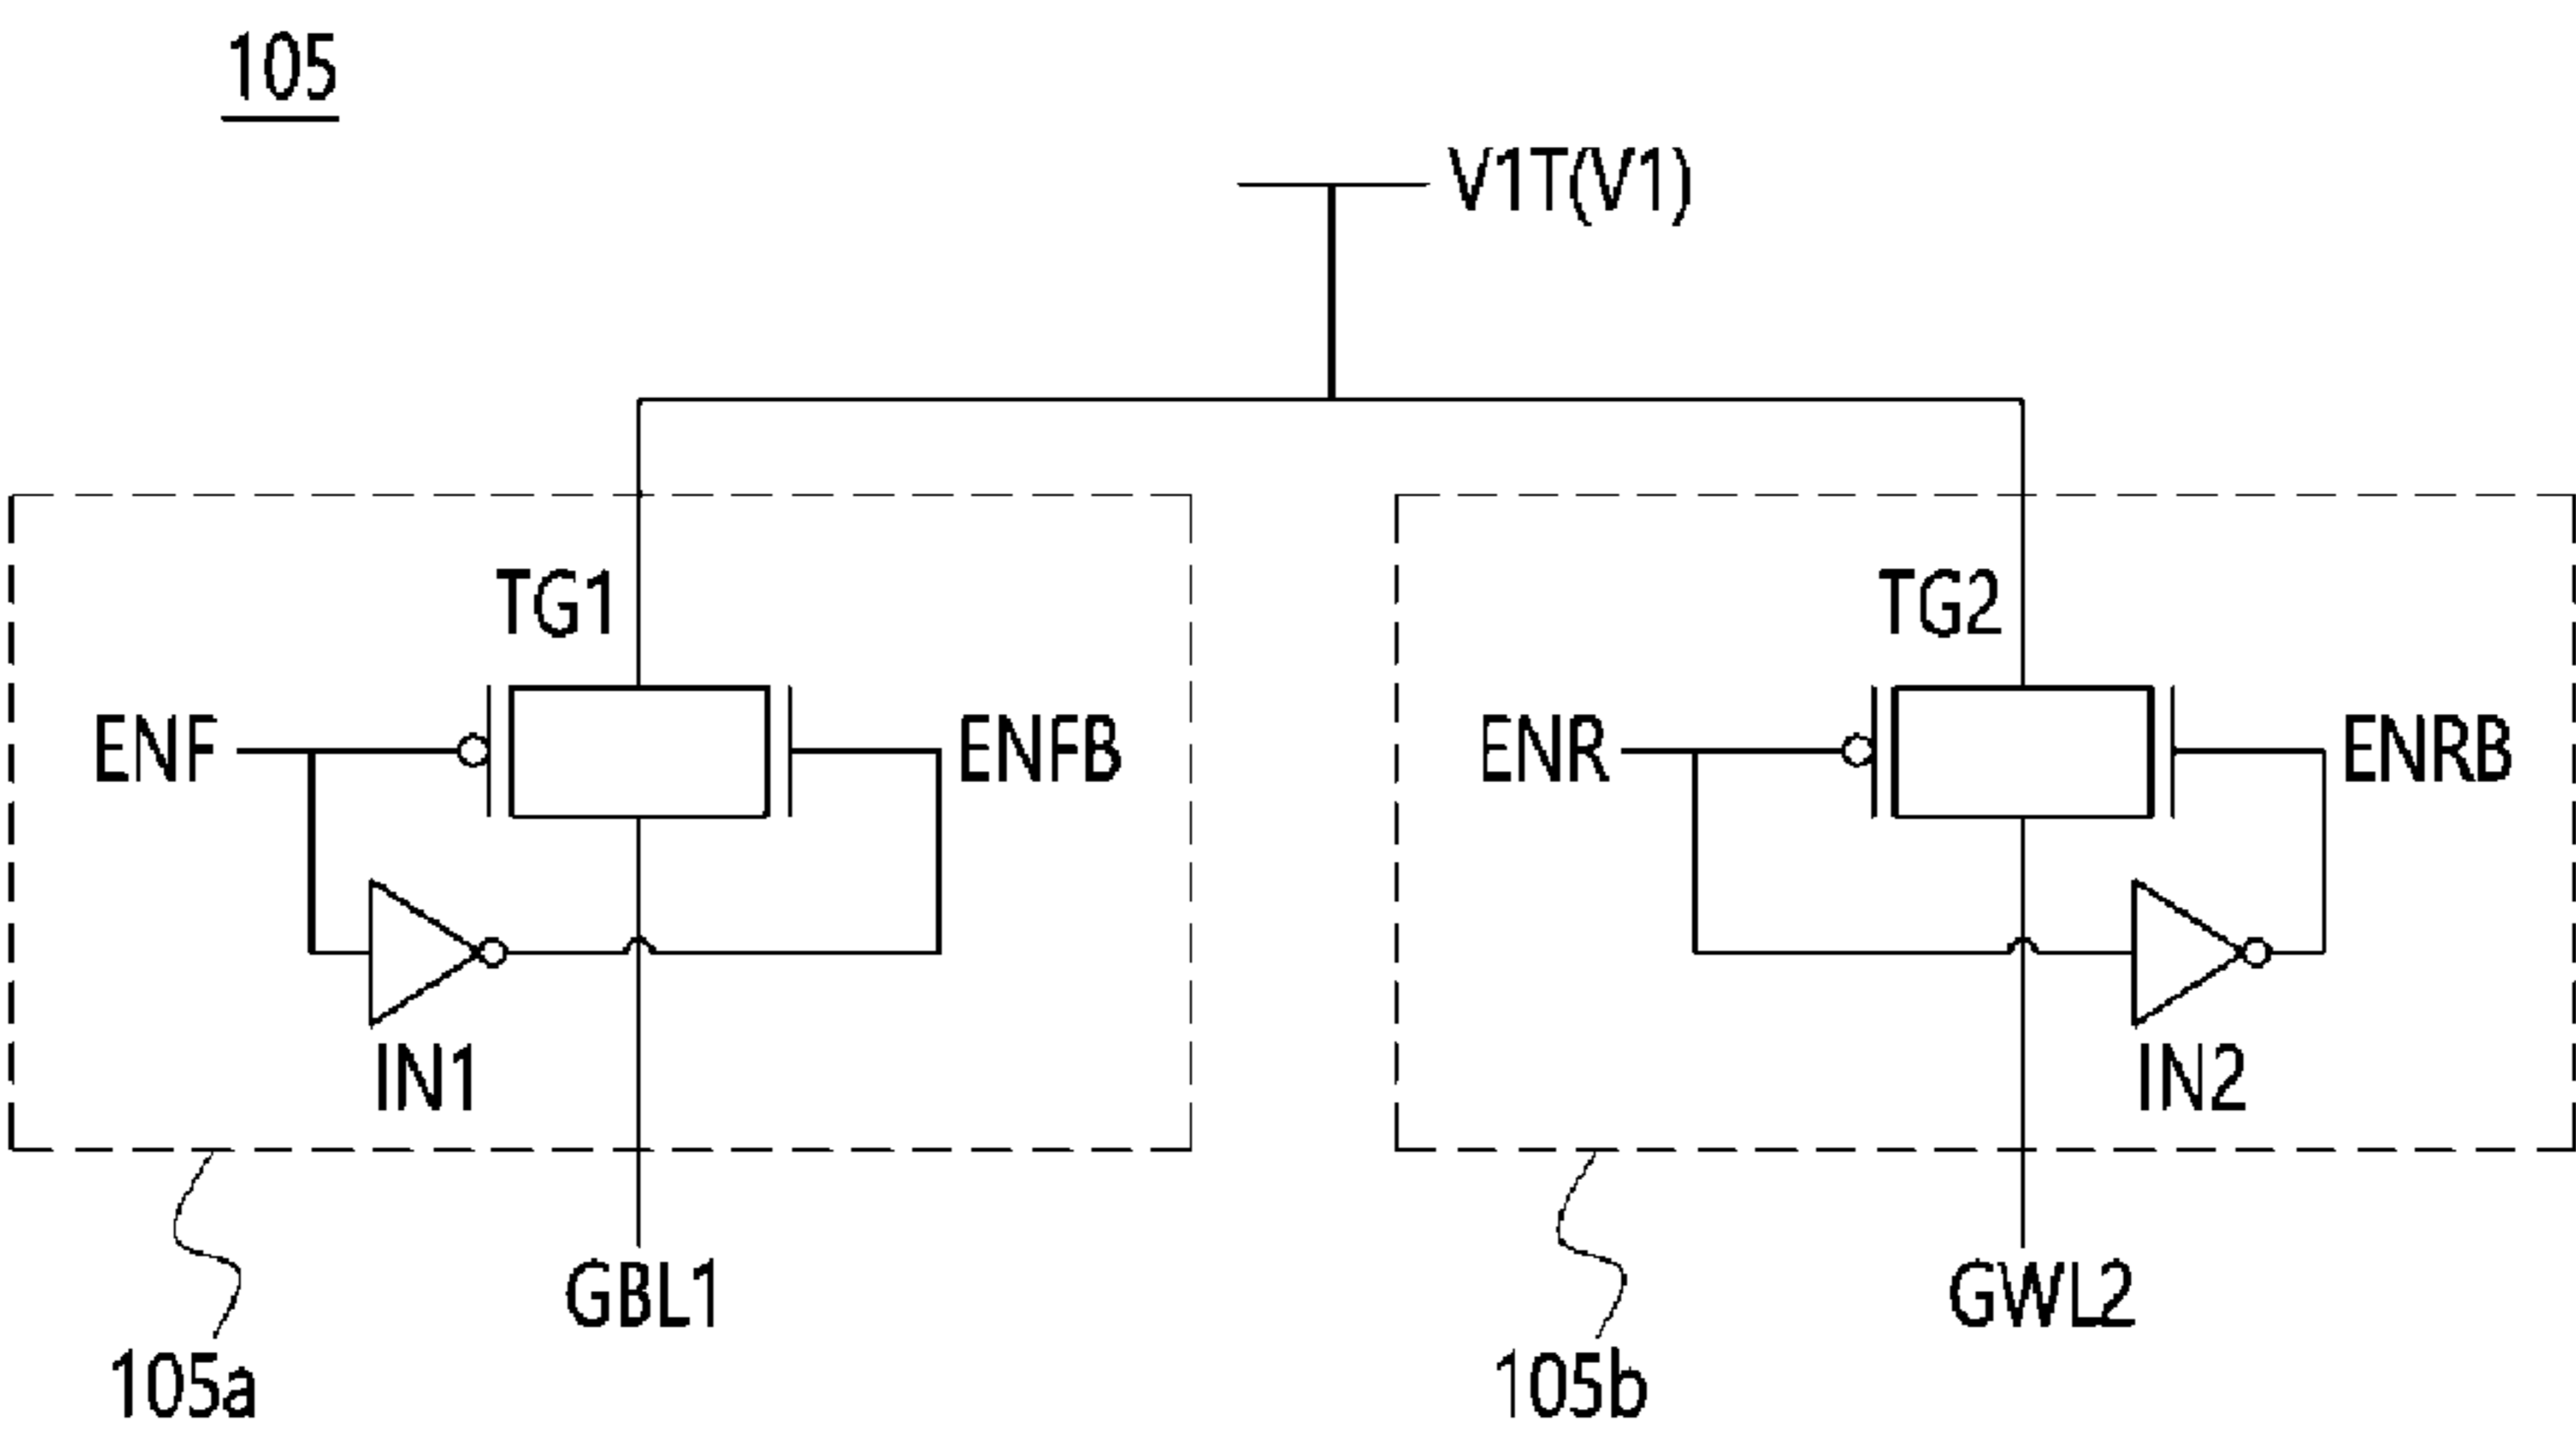 105
V1T(V1)
TG1
TG2
ENF
ENFB
ENR
ENRB
IN1
IN2
GBL1
GWL2
105a
105b